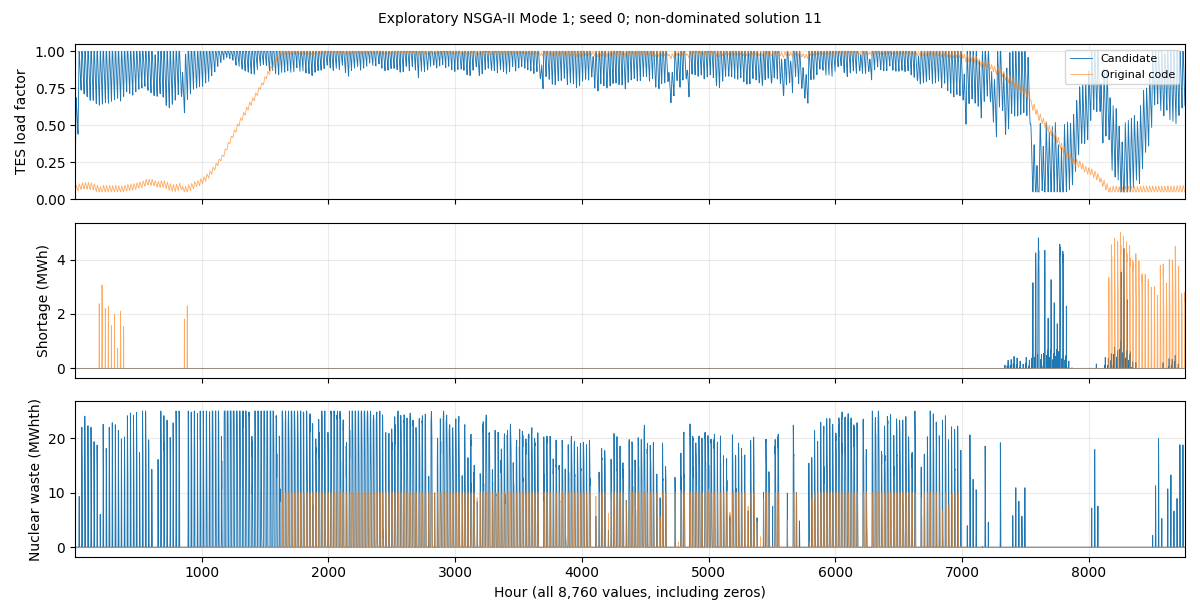 Exploratory NSGA-II Mode 1; seed 0; non-dominated solution 11
TES load factor
1.00
0.75
0.50
0.25
0.00
Candidate
Original code
Shortage (MWh)
4
2
0
Nuclear waste (MWhth)
20
10
0
1000 2000 3000 4000 5000 6000 7000 8000
Hour (all 8,760 values, including zeros)